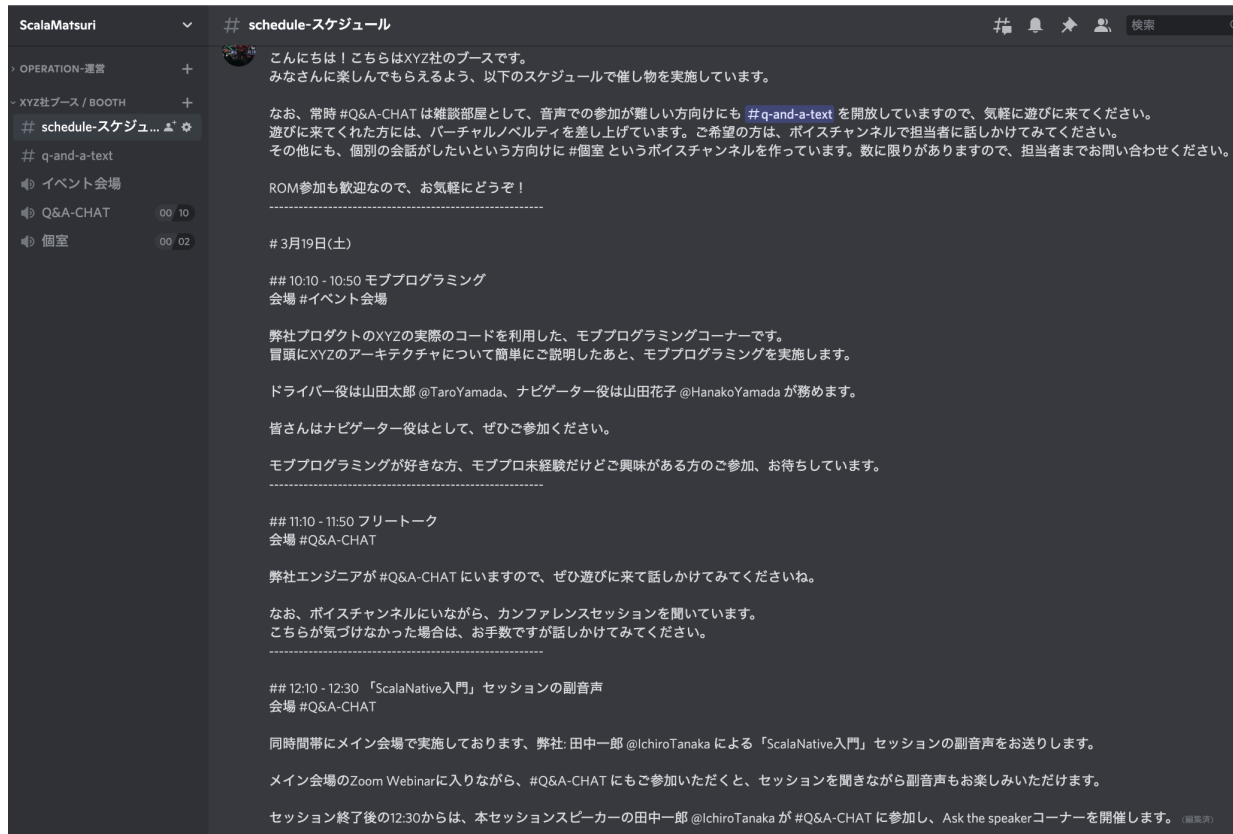 ScalaMatsuri
schedule-スケジュール
検索
OPERATION-運営
XYZ社ブース / BOOTH
schedule-スケジュ...
q-and-a-text
イベント会場
Q&A-CHAT 00 10
個室 00 02
こんにちは！こちらはXYZ社のブースです。
みなさんに楽しんでもらえるよう、以下のスケジュールで催し物を実施しています。
なお、常時 #Q&A-CHAT は雑談部屋として、音声での参加が難しい方向けにも #q-and-a-text を開放していますので、気軽に遊びに来てください。
遊びに来てくれた方には、バーチャルノベルティを差し上げています。ご希望の方は、ボイスチャンネルで担当者に話しかけてみてください。
その他にも、個別の会話がしたいという方向けに #個室 というボイスチャンネルを作っています。数に限りがありますので、担当者までお問い合わせください。
ROM参加も歓迎なので、お気軽にどうぞ！
--------------------------------------------------------
# 3月19日(土)
## 10:10 - 10:50 モブプログラミング
会場 #イベント会場
弊社プロダクトのXYZの実際のコードを利用した、モブプログラミングコーナーです。
冒頭にXYZのアーキテクチャについて簡単にご説明したあと、モブプログラミングを実施します。
ドライバー役は山田太郎 @TaroYamada、ナビゲーター役は山田花子 @HanakoYamada が務めます。
皆さんはナビゲーター役はとして、ぜひご参加ください。
モブプログラミングが好きな方、モブプロ未経験だけどご興味がある方のご参加、お待ちしています。
--------------------------------------------------------
## 11:10 - 11:50 フリートーク
会場 #Q&A-CHAT
弊社エンジニアが #Q&A-CHAT にいますので、ぜひ遊びに来て話しかけてみてくださいね。
なお、ボイスチャンネルにいながら、カンファレンスセッションを聞いています。
こちらが気づけなかった場合は、お手数ですが話しかけてみてください。
--------------------------------------------------------
## 12:10 - 12:30 「ScalaNative入門」セッションの副音声
会場 #Q&A-CHAT
同時間帯にメイン会場で実施しております、弊社: 田中一郎 @IchiroTanaka による「ScalaNative入門」セッションの副音声をお送りします。
メイン会場のZoom Webinarに入りながら、#Q&A-CHAT にもご参加いただくと、セッションを聞きながら副音声もお楽しみいただけます。
セッション終了後の12:30からは、本セッションスピーカーの田中一郎 @IchiroTanaka が #Q&A-CHAT に参加し、Ask the speakerコーナーを開催します。 (編集済)